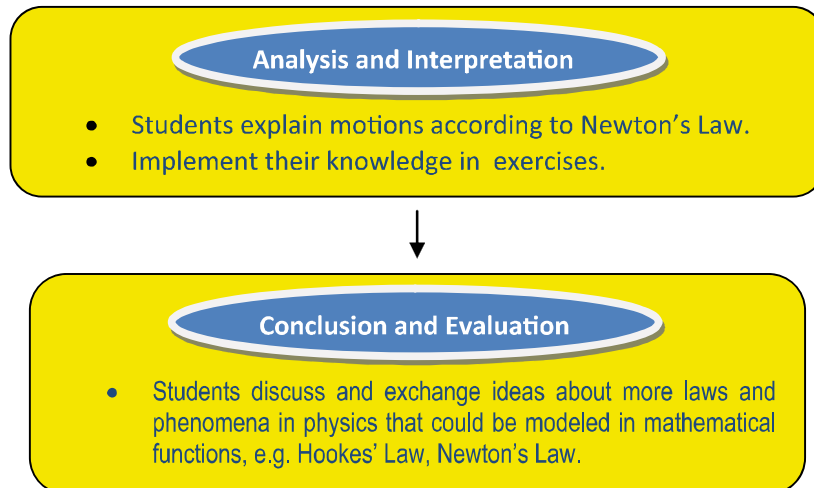 Analysis and Interpretation
• Students explain motions according to Newton's Law.
• Implement their knowledge in exercises.
Conclusion and Evaluation
• Students discuss and exchange ideas about more laws and
phenomena in physics that could be modeled in mathematical
functions, e.g. Hookes' Law, Newton's Law.